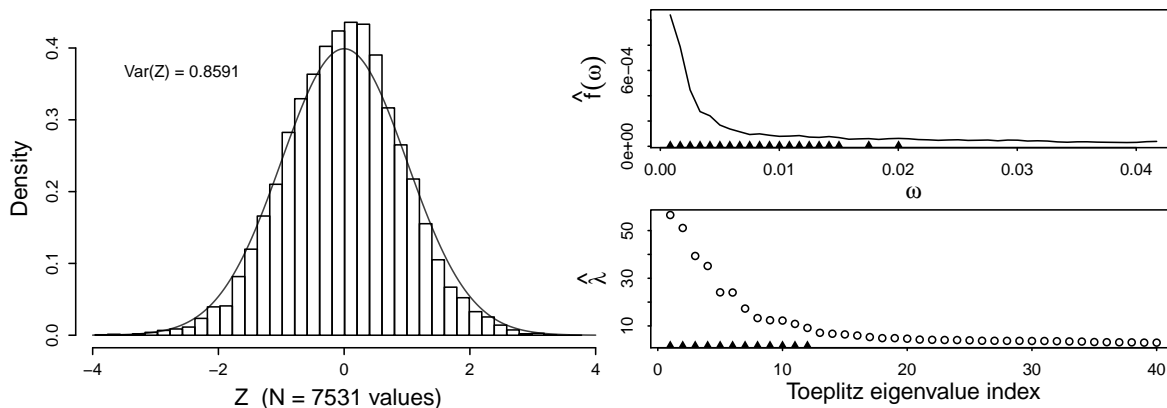 Var(Z) = 0.8591
Density
0.0 0.1 0.2 0.3 0.4
−4 −2 0 2 4
Z (N = 7531 values)
f̂(ω)
0e+00 6e−04
0.00 0.01 0.02 0.03 0.04
ω
λ̂
10 30 50
0 10 20 30 40
Toeplitz eigenvalue index